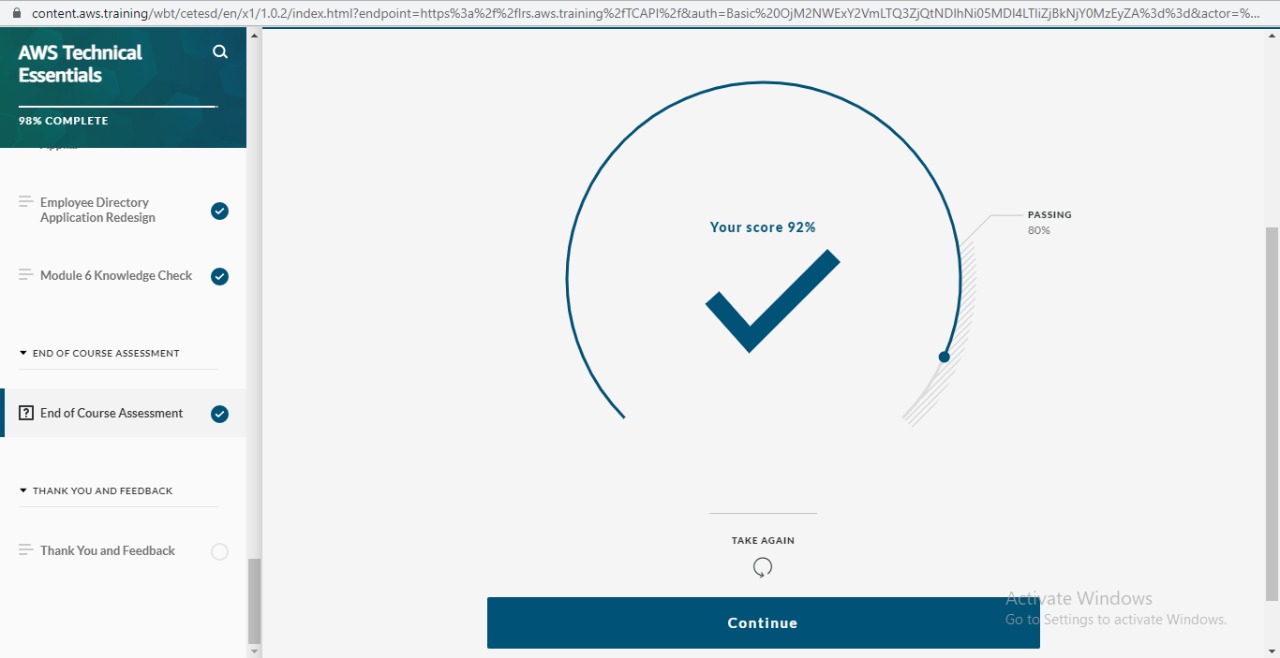 content.aws.training/wbt/cetesd/en/x1/1.0.2/index.html?endpoint=https%3a%2f%2flrs.aws.training%2fTCAPI%2f&auth=Basic%20OjM2NWExY2VmLTQ3ZjQtNDlhNi05MDI4LTliZjBkNjY0MzEyZA%3d%3d&actor=%...
AWS Technical
Essentials
98% COMPLETE
Employee Directory
Application Redesign
Module 6 Knowledge Check
END OF COURSE ASSESSMENT
End of Course Assessment
THANK YOU AND FEEDBACK
Thank You and Feedback
Your score 92%
PASSING
80%
TAKE AGAIN
Continue
Activate Windows
Go to Settings to activate Windows.